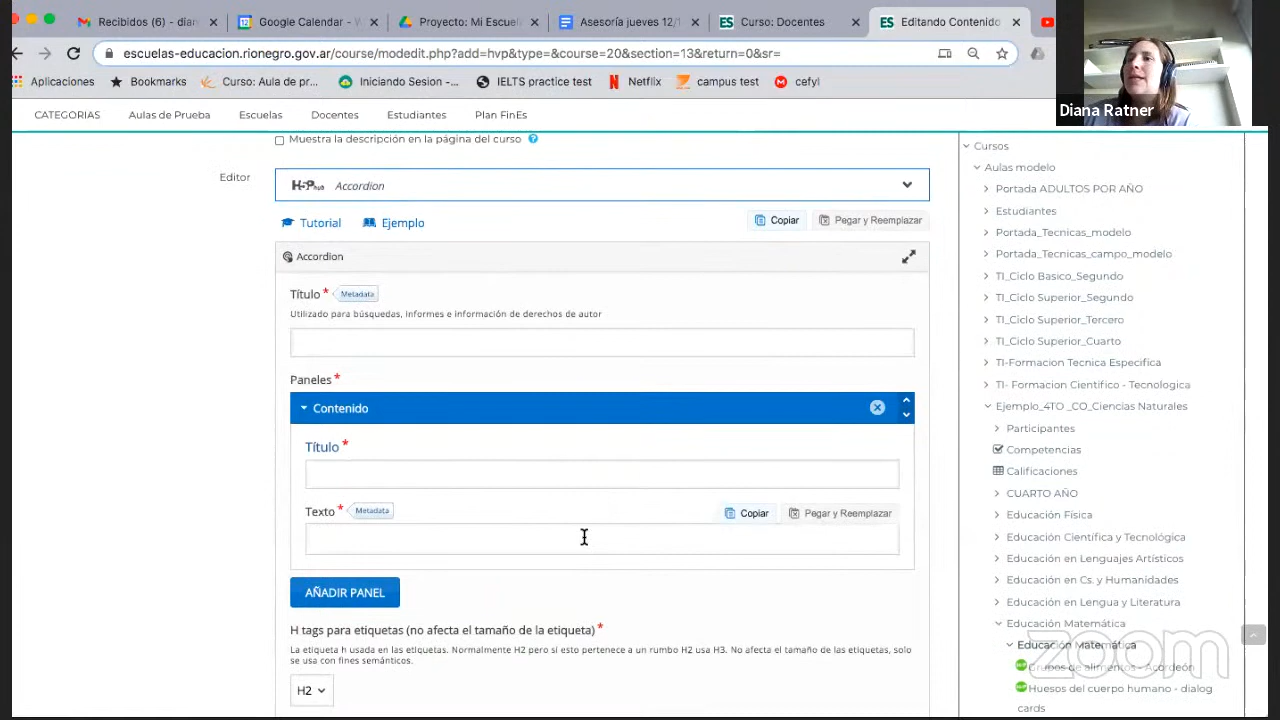 Recibidos (6) - dian
Google Calendar - W
Proyecto: Mi Escuel
Asesoría jueves 12/1
Curso: Docentes
Editando Contenido
escuelas-educacion.rionegro.gov.ar/course/modedit.php?add=hvp&type=&course=20&section=13&return=0&sr=
Aplicaciones
Bookmarks
Curso: Aula de pr...
Iniciando Sesió-...
IELTS practice test
Netflix
campus test
cefyl
Diana Ratner
CATEGORIAS
Aulas de Prueba
Escuelas
Docentes
Estudiantes
Plan FinEs
Muestra la descripción en la página del curso
Editor
H5P hub Accordion
Tutorial
Ejemplo
Copiar
Pegar y Reemplazar
Accordion
Título * Metadata
Utilizado para búsquedas, informes e información de derechos de autor
Paneles *
Contenido
Título *
Texto * Metadata
Copiar
Pegar y Reemplazar
AÑADIR PANEL
H tags para etiquetas (no afecta el tamaño de la etiqueta) *
La etiqueta h usada en las etiquetas. Normalmente H2 pero si esto pertenece a un rumbo H2 usa H3. No afecta el tamaño de las etiquetas, solo
se usa con fines semánticos.
H2
Cursos
Aulas modelo
Portada ADULTOS POR AÑO
Estudiantes
Portada_Tecnicas_modelo
Portada_Tecnicas_campo_modelo
TI_Ciclo Basico_Segundo
TI_Ciclo Superior_Segundo
TI_Ciclo Superior_Tercero
TI_Ciclo Superior_Cuarto
TI-Formacion Tecnica Especifica
TI- Formacion Cientifico - Tecnologica
Ejemplo_4TO _CO_Ciencias Naturales
Participantes
Competencias
Calificaciones
CUARTO AÑO
Educación Física
Educación Científica y Tecnológica
Educación en Lenguajes Artísticos
Educación en Cs. y Humanidades
Educación en Lengua y Literatura
Educación Matemática
Educación Matemática
Grupos de alimentos - Acordeón
Huesos del cuerpo humano - dialog
cards
zoom